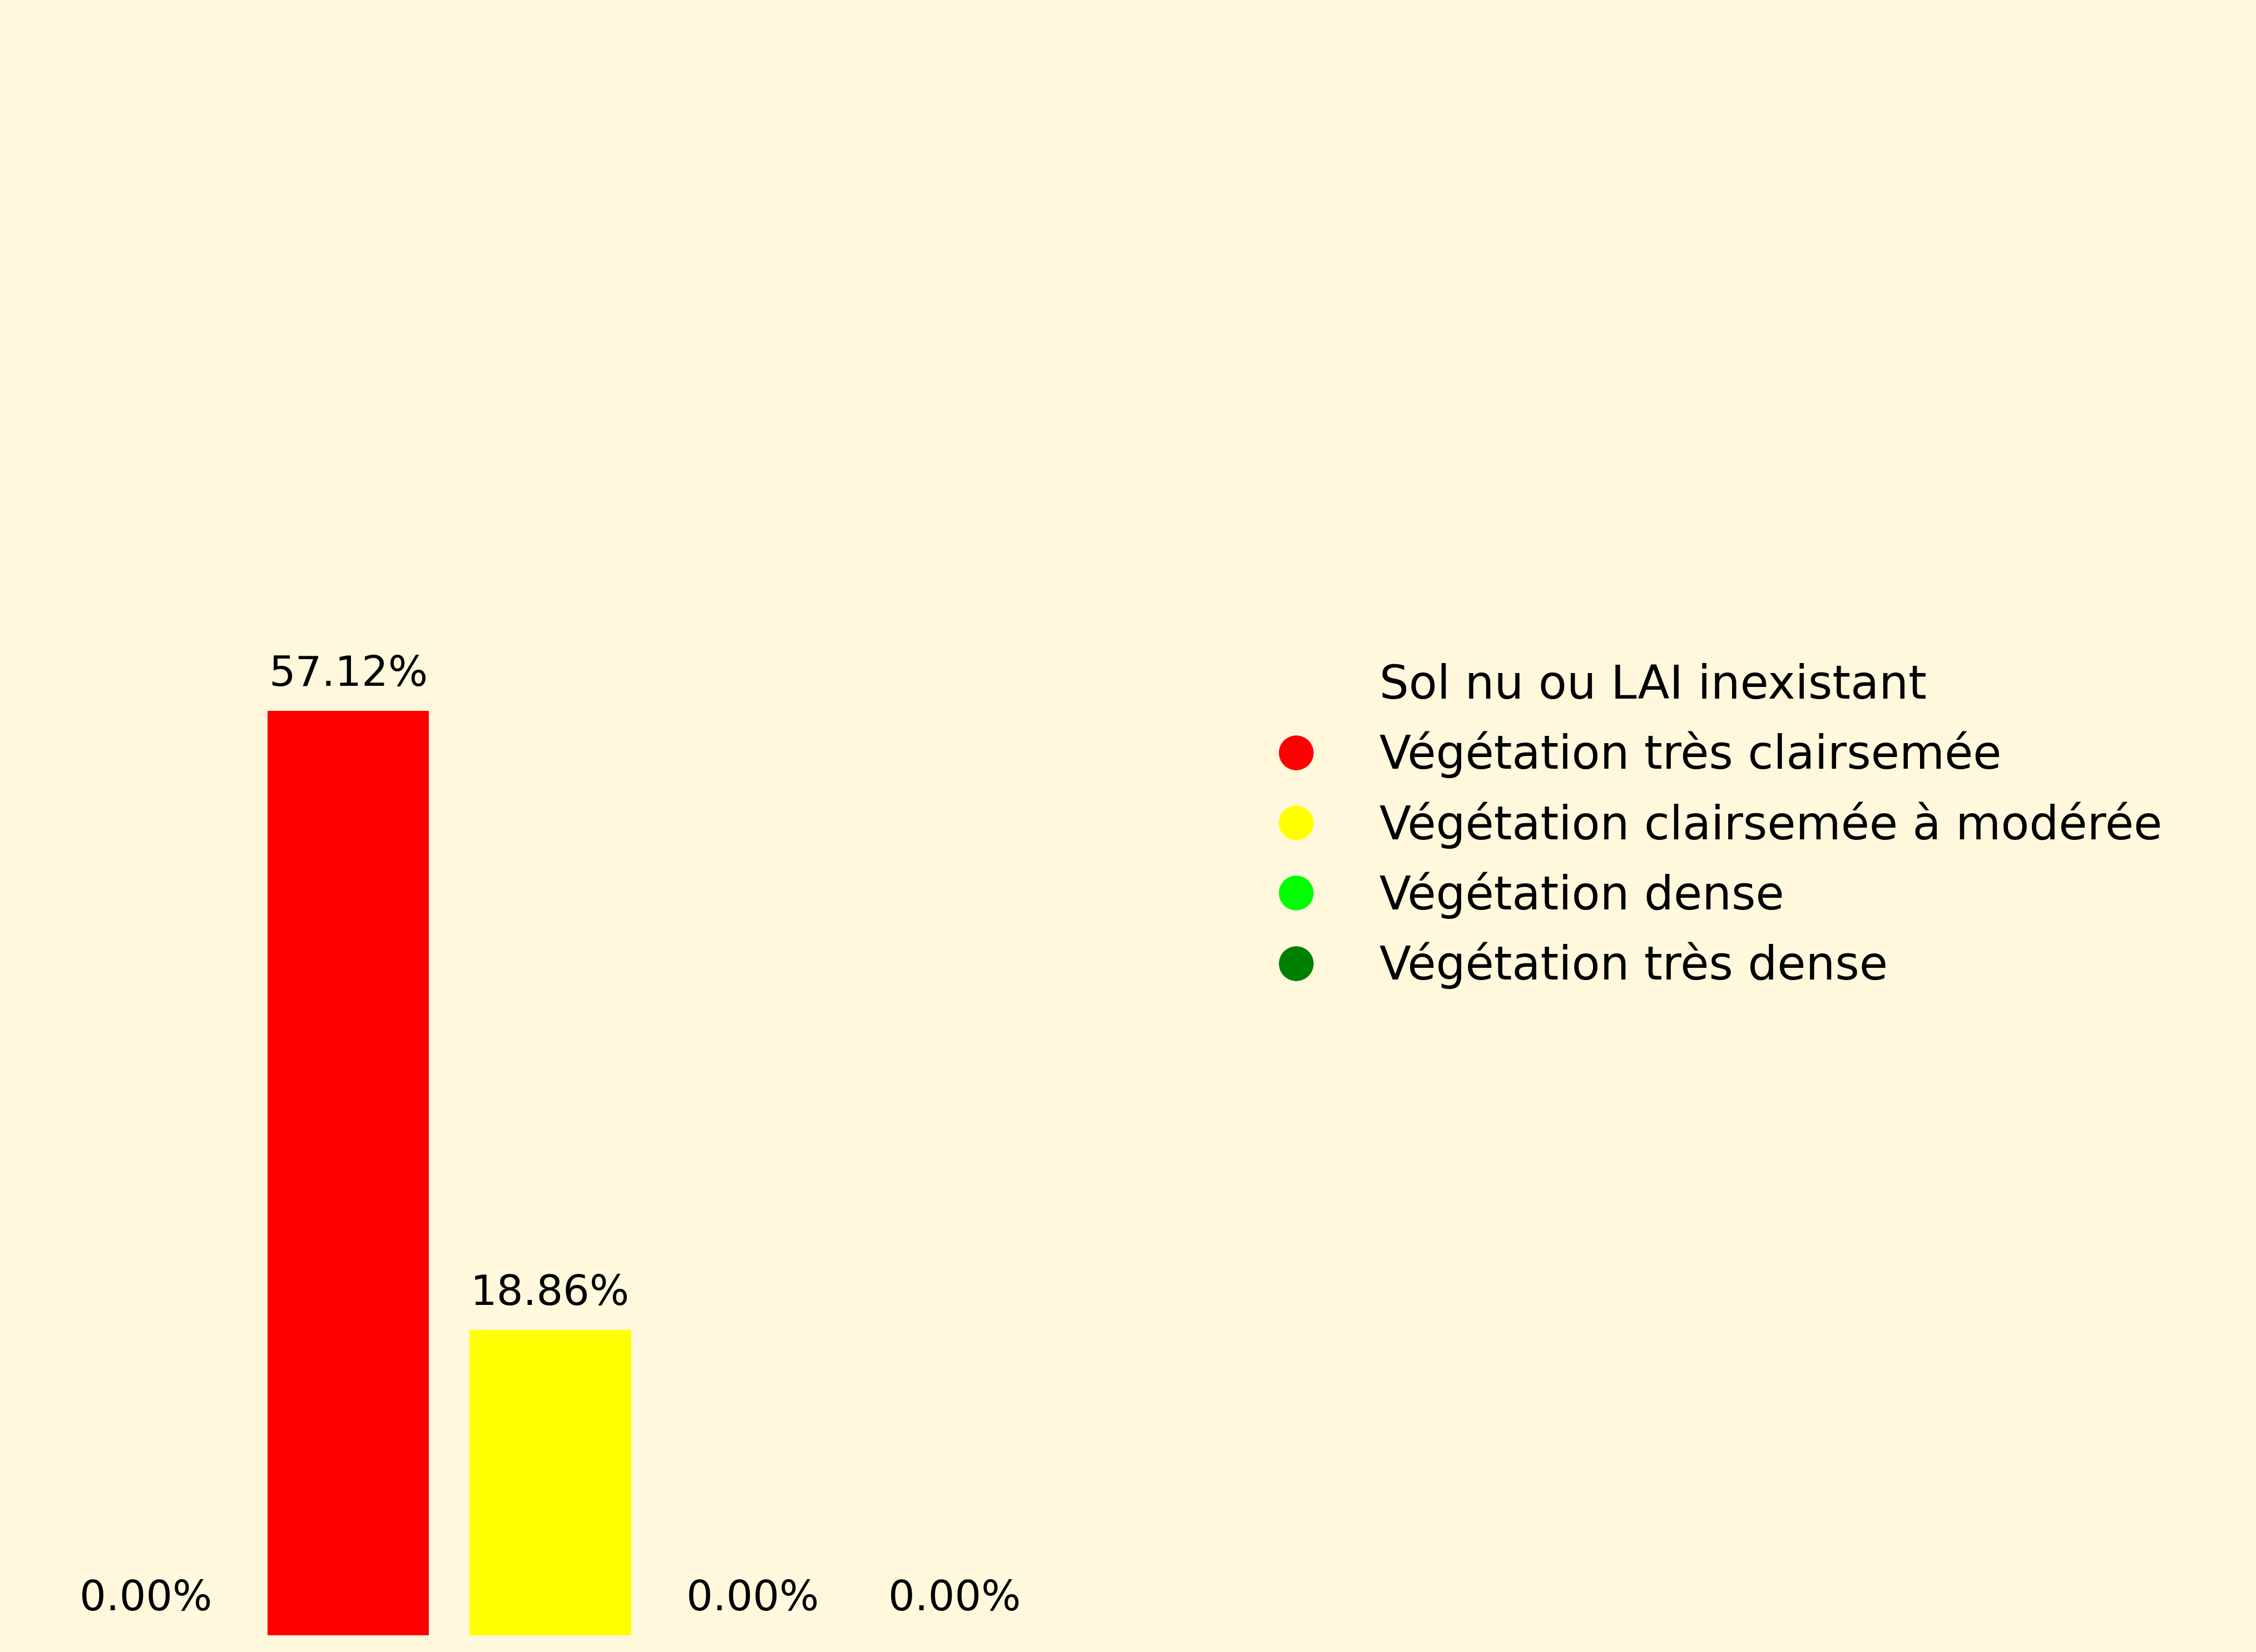 57.12%
18.86%
0.00%
0.00%
0.00%
Sol nu ou LAI inexistant
Végétation très clairsemée
Végétation clairsemée à modérée
Végétation dense
Végétation très dense